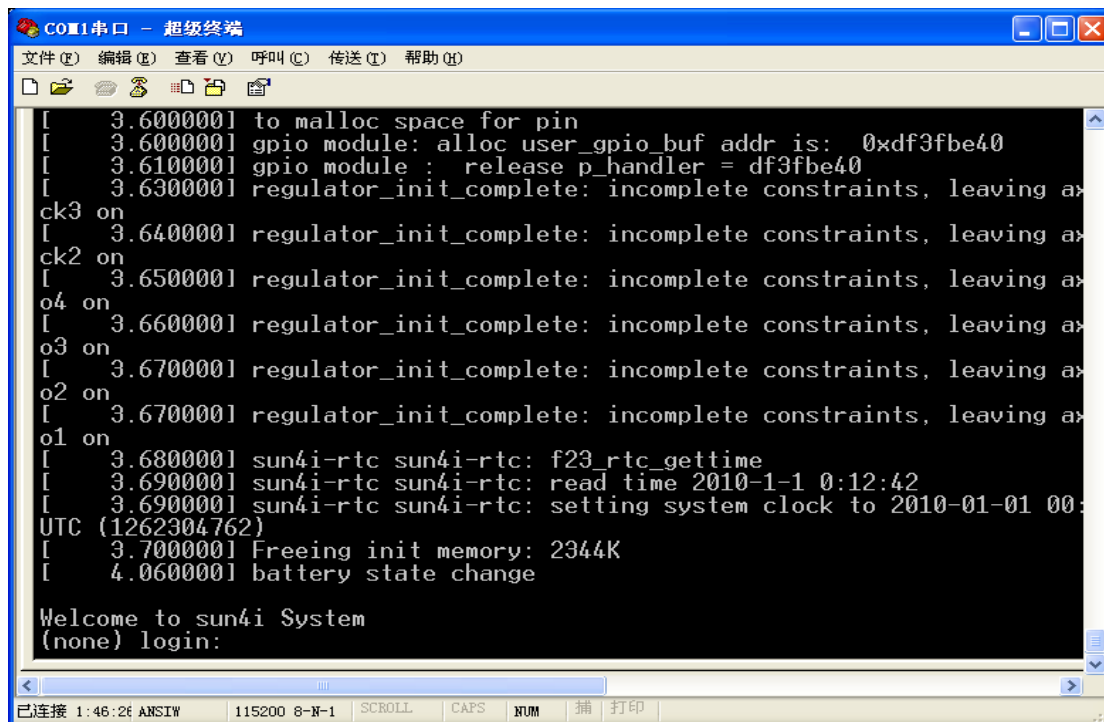 COM1串口 - 超级终端
文件(F) 编辑(E) 查看(V) 呼叫(C) 传送(T) 帮助(H)
[    3.600000] to malloc space for pin
[    3.600000] gpio module: alloc user_gpio_buf addr is:  0xdf3fbe40
[    3.610000] gpio module :  release p_handler = df3fbe40
[    3.630000] regulator_init_complete: incomplete constraints, leaving ax
ck3 on
[    3.640000] regulator_init_complete: incomplete constraints, leaving ax
ck2 on
[    3.650000] regulator_init_complete: incomplete constraints, leaving ax
o4 on
[    3.660000] regulator_init_complete: incomplete constraints, leaving ax
o3 on
[    3.670000] regulator_init_complete: incomplete constraints, leaving ax
o2 on
[    3.670000] regulator_init_complete: incomplete constraints, leaving ax
o1 on
[    3.680000] sun4i-rtc sun4i-rtc: f23_rtc_gettime
[    3.690000] sun4i-rtc sun4i-rtc: read time 2010-1-1 0:12:42
[    3.690000] sun4i-rtc sun4i-rtc: setting system clock to 2010-01-01 00:
UTC (1262304762)
[    3.700000] Freeing init memory: 2344K
[    4.060000] battery state change
Welcome to sun4i System
(none) login:
已连接 1:46:26 ANSIW 115200 8-N-1 SCROLL CAPS NUM 捕 打印